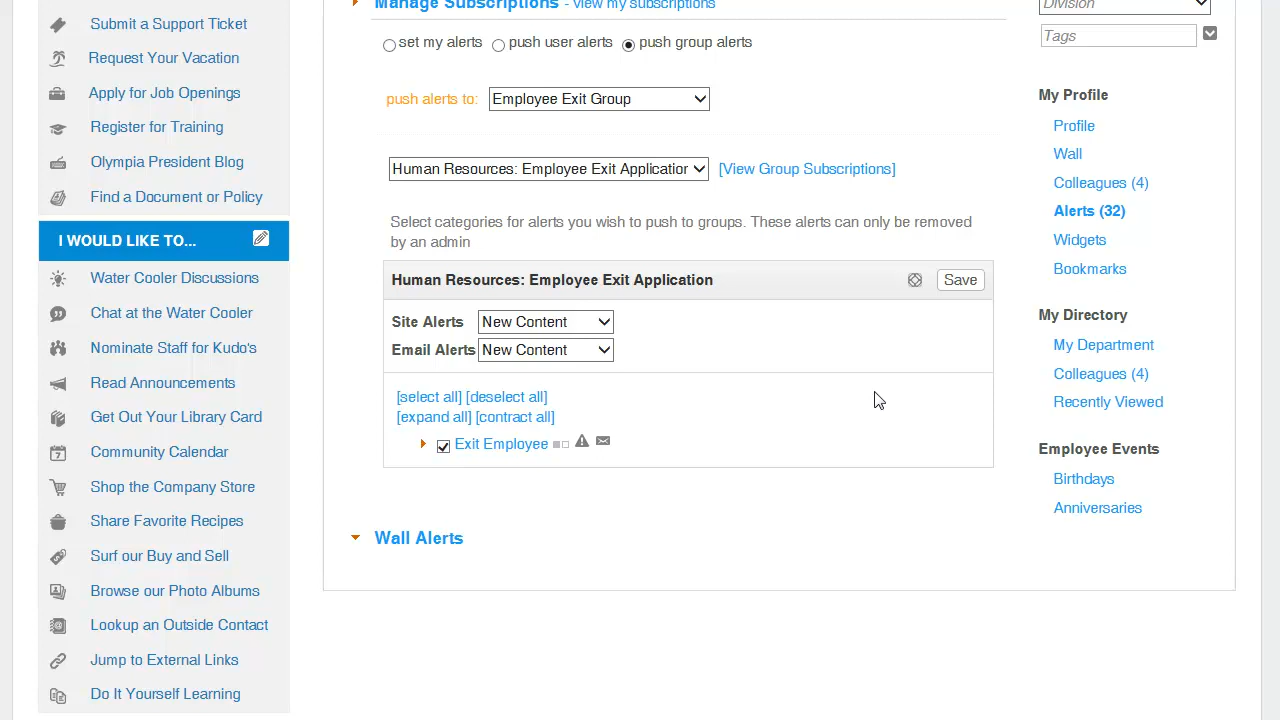 Submit a Support Ticket
Request Your Vacation
Apply for Job Openings
Register for Training
Olympia President Blog
Find a Document or Policy
I WOULD LIKE TO...
Water Cooler Discussions
Chat at the Water Cooler
Nominate Staff for Kudo's
Read Announcements
Get Out Your Library Card
Community Calendar
Shop the Company Store
Share Favorite Recipes
Surf our Buy and Sell
Browse our Photo Albums
Lookup an Outside Contact
Jump to External Links
Do It Yourself Learning
Manage Subscriptions - view my subscriptions
set my alerts push user alerts push group alerts
push alerts to: Employee Exit Group
Human Resources: Employee Exit Application [View Group Subscriptions]
Select categories for alerts you wish to push to groups. These alerts can only be removed
by an admin
Human Resources: Employee Exit Application Save
Site Alerts New Content
Email Alerts New Content
[select all] [deselect all]
[expand all] [contract all]
Exit Employee
Wall Alerts
Division
Tags
My Profile
Profile
Wall
Colleagues (4)
Alerts (32)
Widgets
Bookmarks
My Directory
My Department
Colleagues (4)
Recently Viewed
Employee Events
Birthdays
Anniversaries